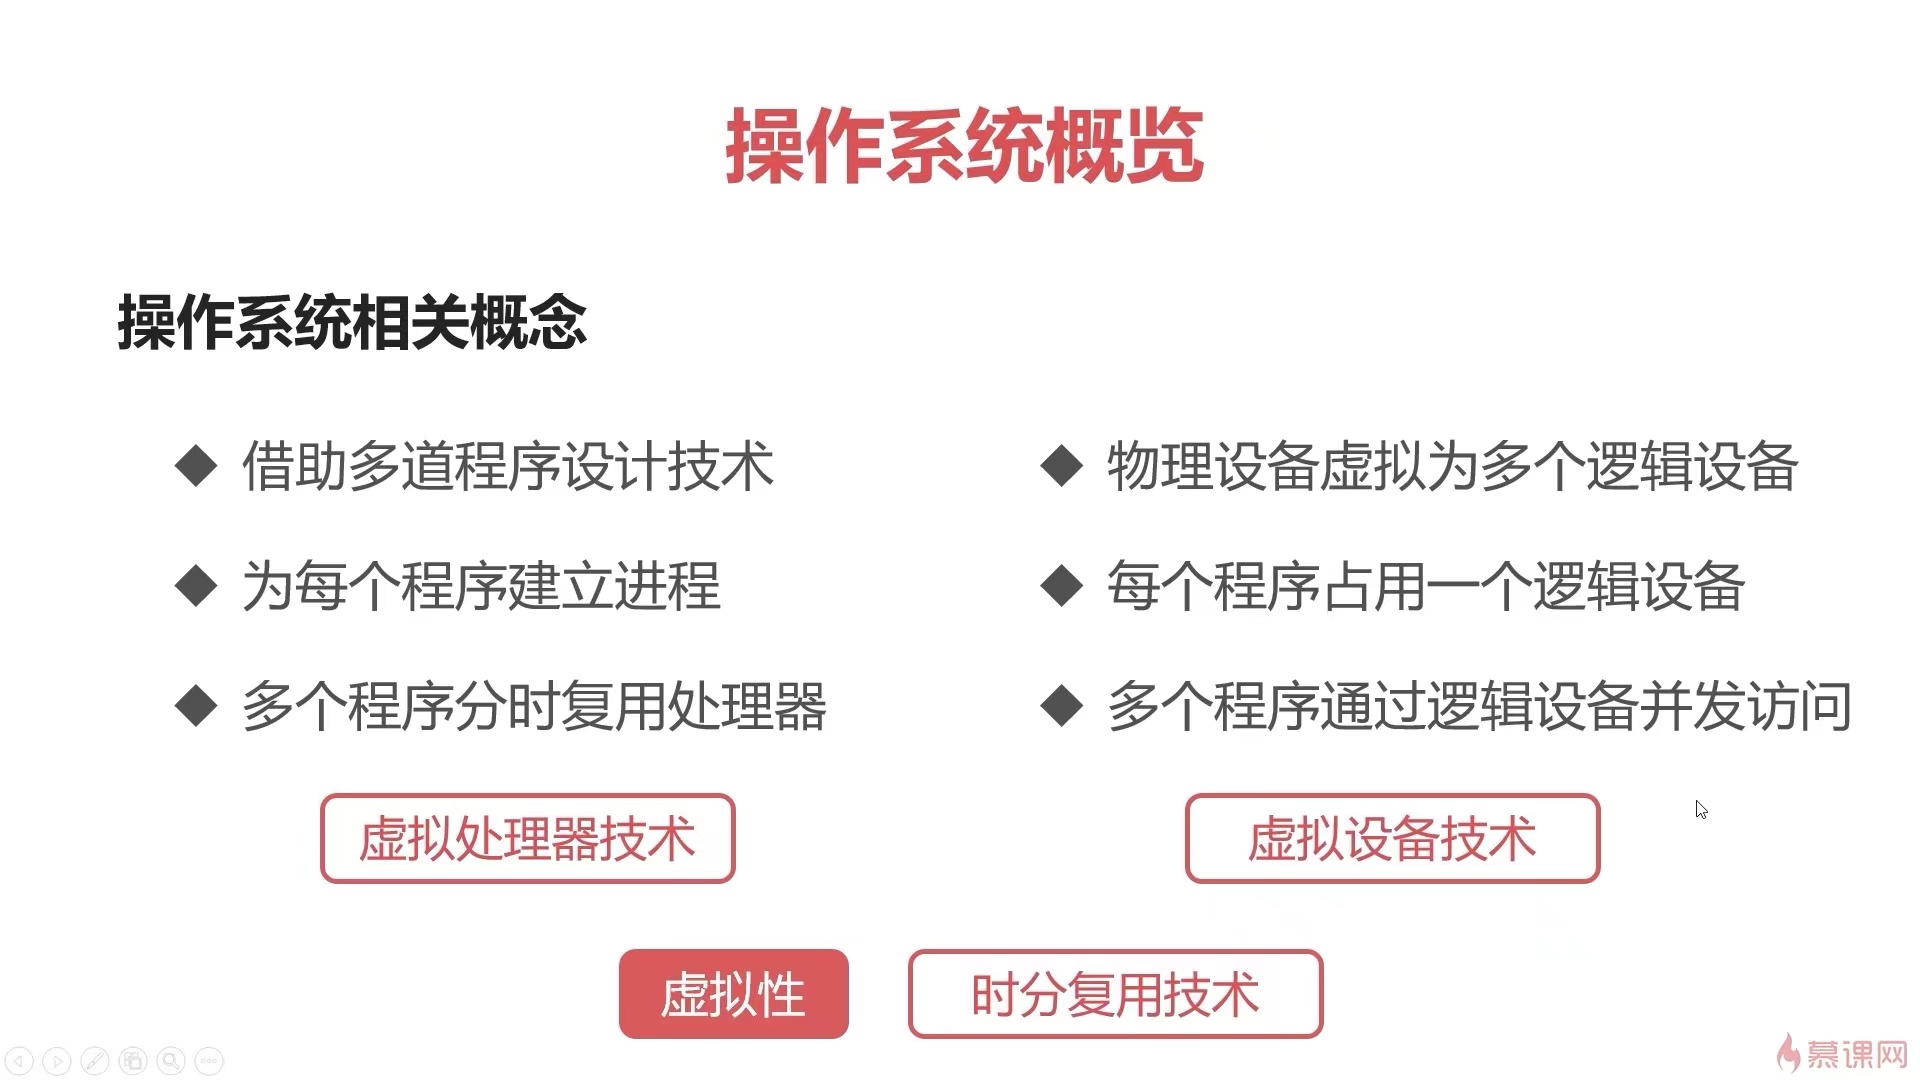 操作系统概览
操作系统相关概念
借助多道程序设计技术
为每个程序建立进程
多个程序分时复用处理器
虚拟处理器技术
物理设备虚拟为多个逻辑设备
每个程序占用一个逻辑设备
多个程序通过逻辑设备并发访问
虚拟设备技术
虚拟性
时分复用技术
慕课网